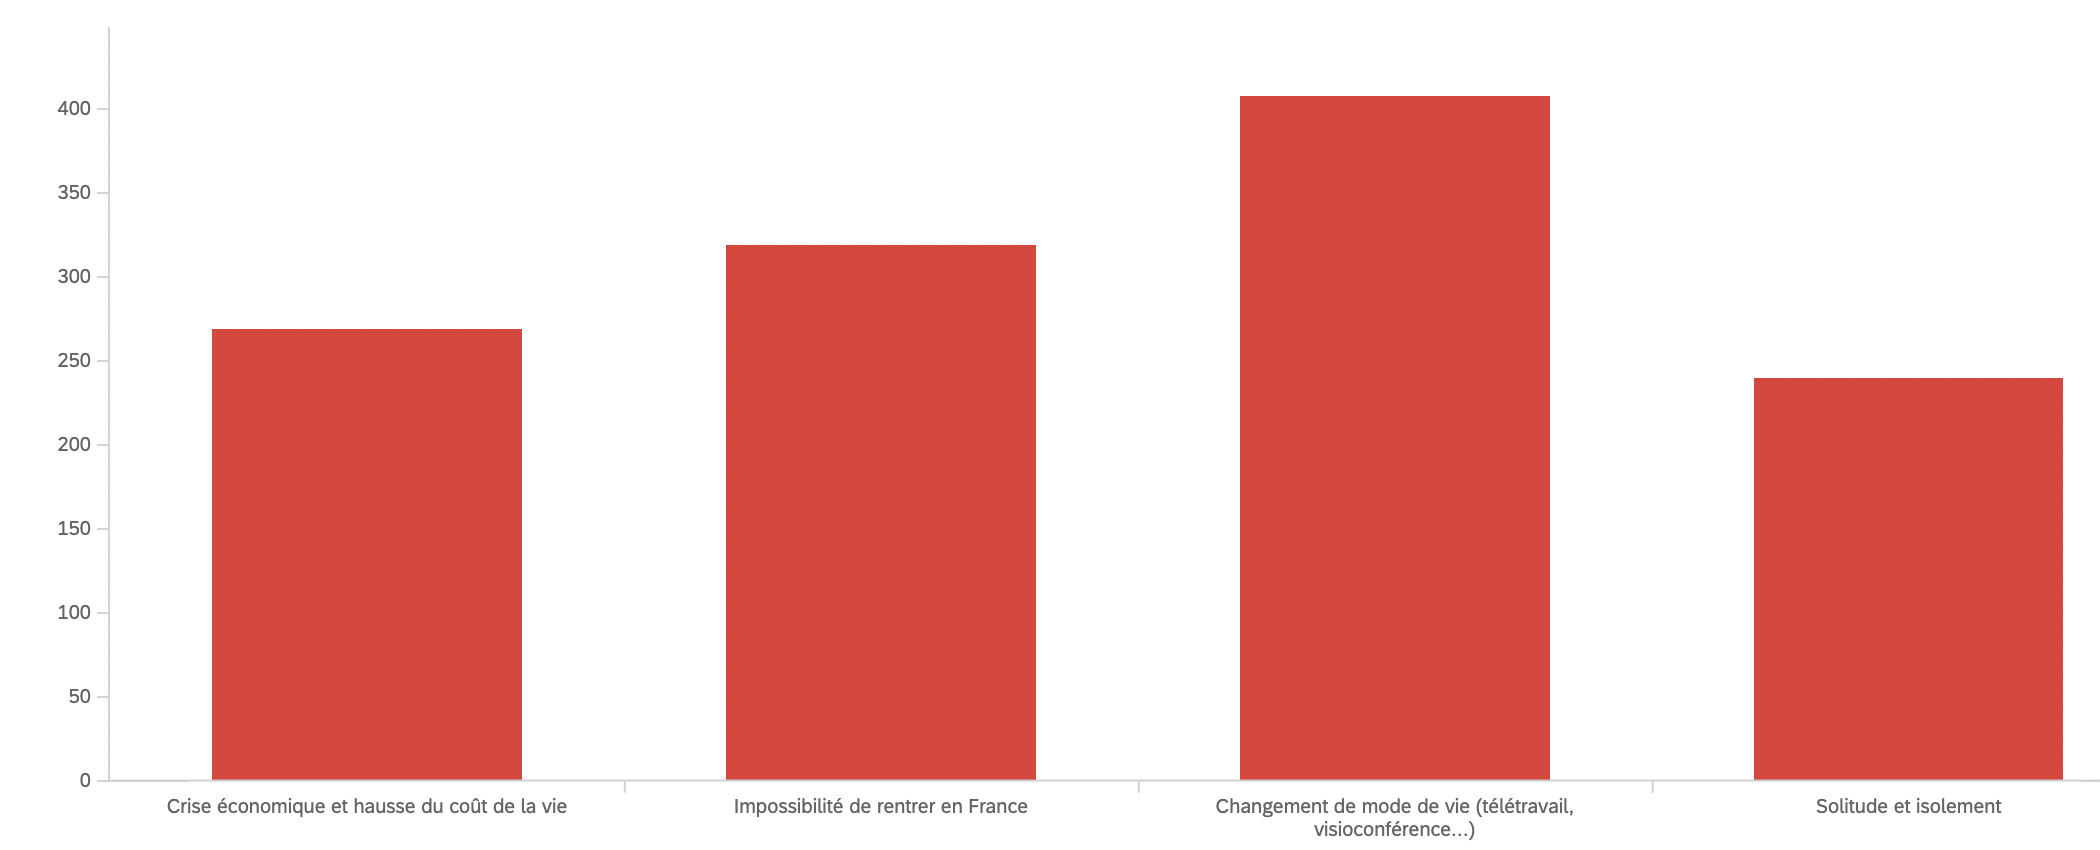 400
350
300
250
200
150
100
50
0
Crise économique et hausse du coût de la vie
Impossibilité de rentrer en France
Changement de mode de vie (télétravail,
visioconférence...)
Solitude et isolement